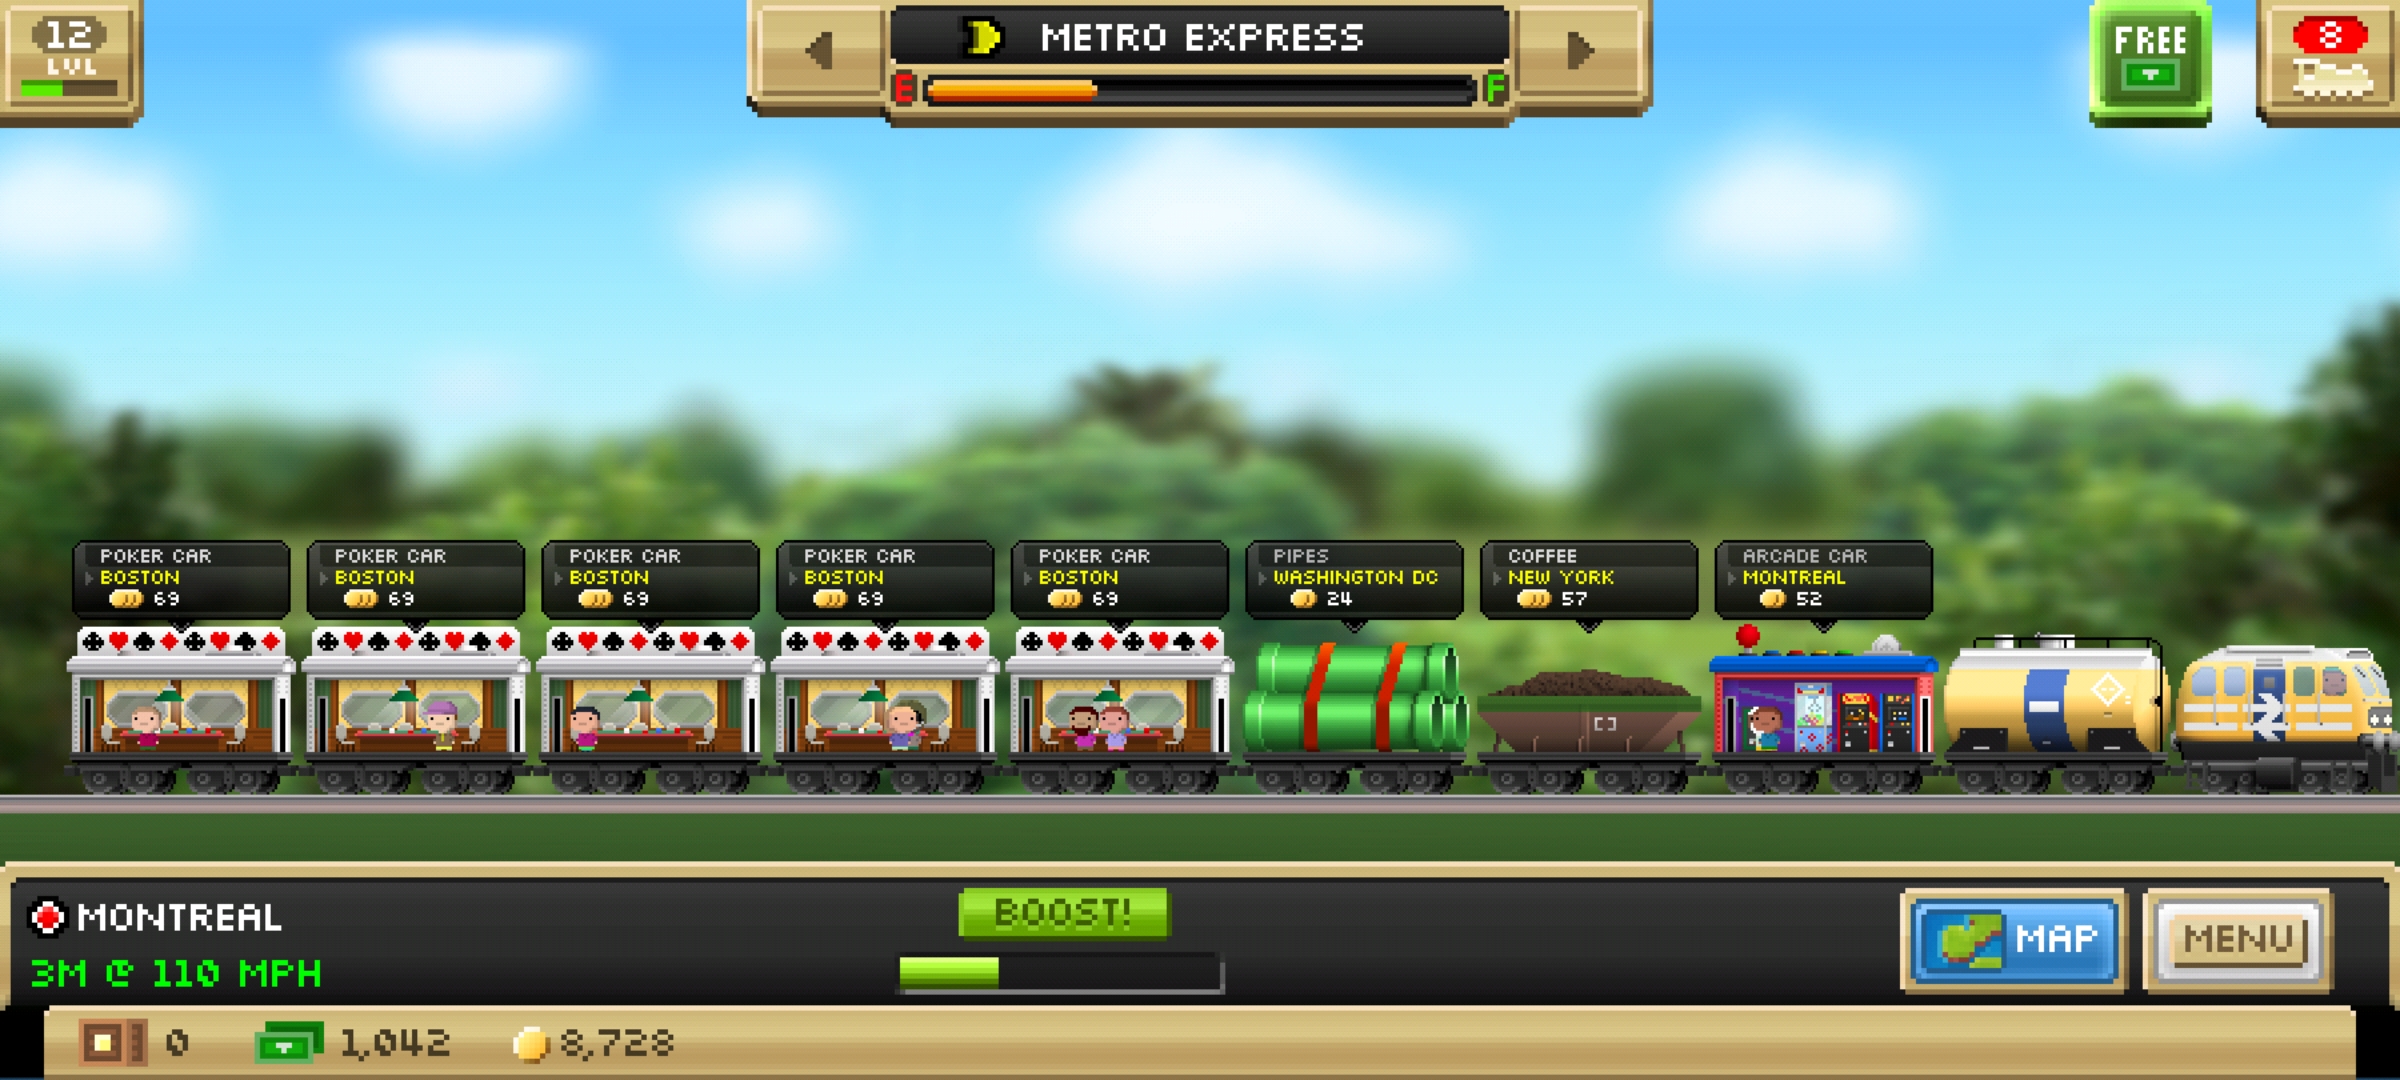 12
LVL
METRO EXPRESS
E F
FREE
8
POKER CAR
BOSTON
69
POKER CAR
BOSTON
69
POKER CAR
BOSTON
69
POKER CAR
BOSTON
69
POKER CAR
BOSTON
69
PIPES
WASHINGTON DC
24
COFFEE
NEW YORK
57
ARCADE CAR
MONTREAL
52
MONTREAL
3M @ 110 MPH
BOOST!
MAP
MENU
0 1,042 8,728